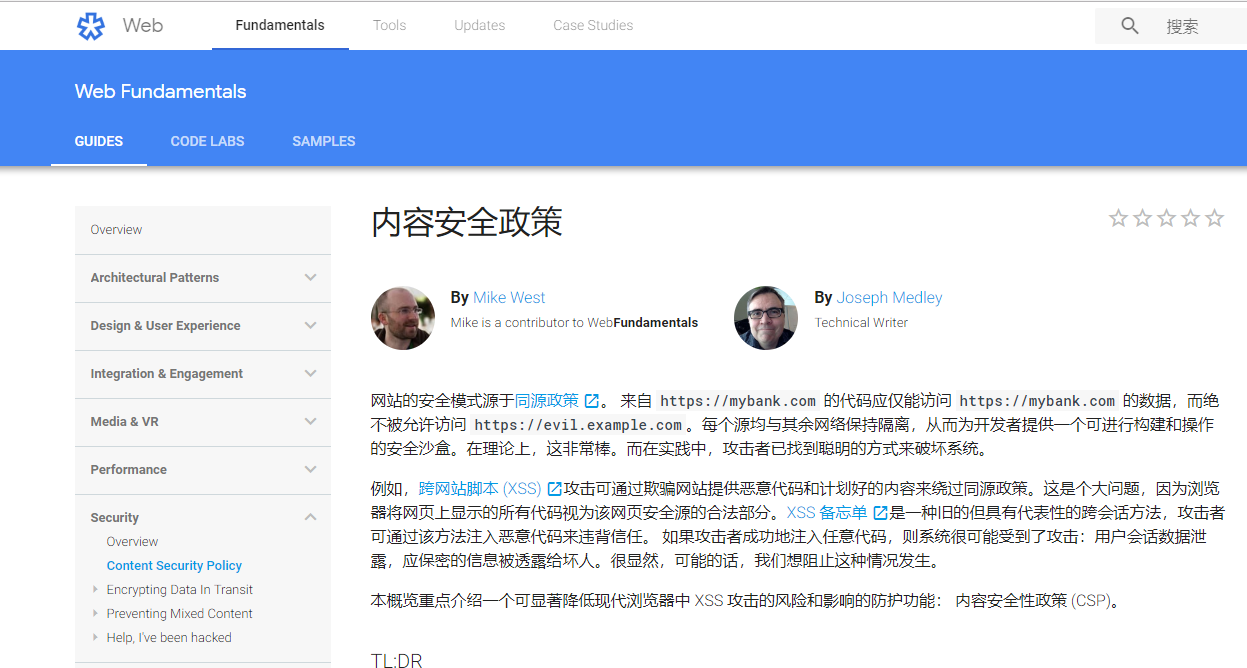 Web
Fundamentals
Tools
Updates
Case Studies
搜索
Web Fundamentals
GUIDES
CODE LABS
SAMPLES
Overview
Architectural Patterns
Design & User Experience
Integration & Engagement
Media & VR
Performance
Security
Overview
Content Security Policy
Encrypting Data In Transit
Preventing Mixed Content
Help, I've been hacked
内容安全政策
By Mike West
Mike is a contributor to WebFundamentals
By Joseph Medley
Technical Writer
网站的安全模式源于同源政策。 来自 https://mybank.com 的代码应仅能访问 https://mybank.com 的数据，而绝
不被允许访问 https://evil.example.com。每个源均与其余网络保持隔离，从而为开发者提供一个可进行构建和操作
的安全沙盒。在理论上，这非常棒。而在实践中，攻击者已找到聪明的方式来破坏系统。
例如，跨网站脚本 (XSS) 攻击可通过欺骗网站提供恶意代码和计划好的内容来绕过同源政策。这是个大问题，因为浏览
器将网页上显示的所有代码视为该网页安全源的合法部分。XSS 备忘单是一种旧的但具有代表性的跨会话方法，攻击者
可通过该方法注入恶意代码来违背信任。 如果攻击者成功地注入任意代码，则系统很可能受到了攻击：用户会话数据泄
露，应保密的信息被透露给坏人。很显然，可能的话，我们想阻止这种情况发生。
本概览重点介绍一个可显著降低现代浏览器中 XSS 攻击的风险和影响的防护功能： 内容安全性政策 (CSP)。
TL;DR